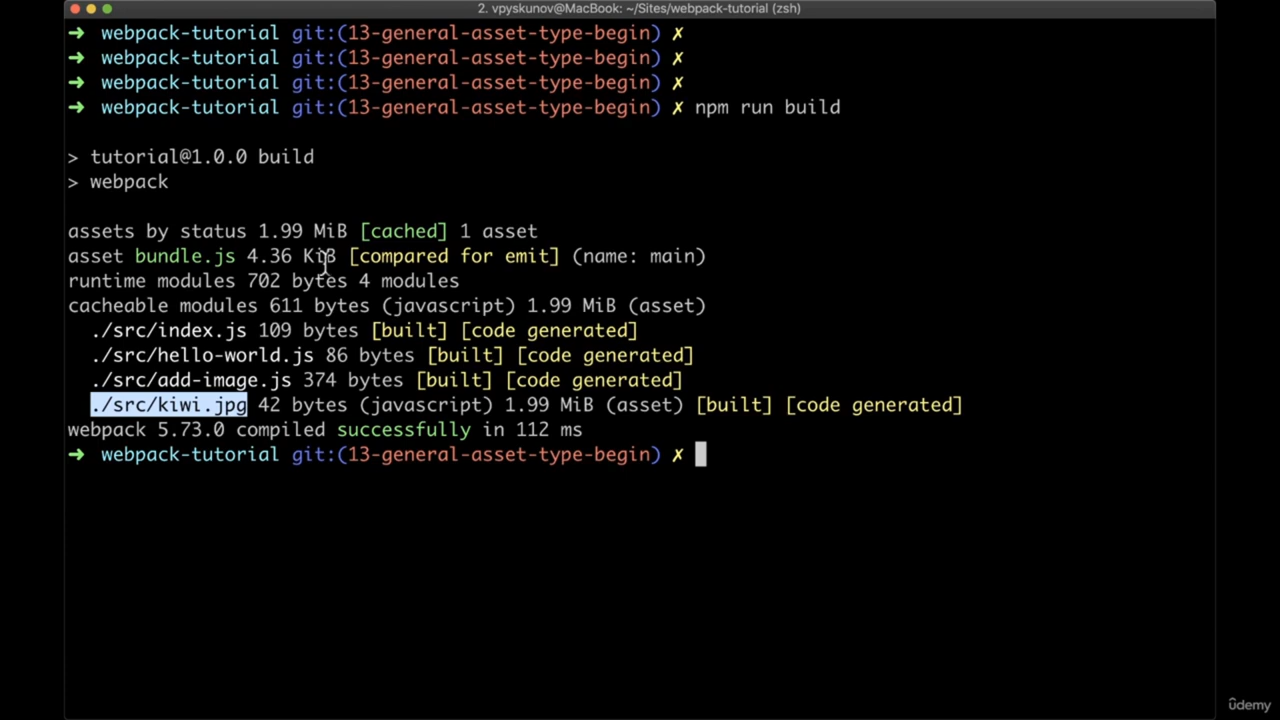 2. vpyskunov@MacBook: ~/Sites/webpack-tutorial (zsh)
➜ webpack-tutorial git:(13-general-asset-type-begin) ✗
➜ webpack-tutorial git:(13-general-asset-type-begin) ✗
➜ webpack-tutorial git:(13-general-asset-type-begin) ✗
➜ webpack-tutorial git:(13-general-asset-type-begin) ✗ npm run build
> tutorial@1.0.0 build
> webpack
assets by status 1.99 MiB [cached] 1 asset
asset bundle.js 4.36 KiB [compared for emit] (name: main)
runtime modules 702 bytes 4 modules
cacheable modules 611 bytes (javascript) 1.99 MiB (asset)
./src/index.js 109 bytes [built] [code generated]
./src/hello-world.js 86 bytes [built] [code generated]
./src/add-image.js 374 bytes [built] [code generated]
./src/kiwi.jpg 42 bytes (javascript) 1.99 MiB (asset) [built] [code generated]
webpack 5.73.0 compiled successfully in 112 ms
➜ webpack-tutorial git:(13-general-asset-type-begin) ✗
ûdemy